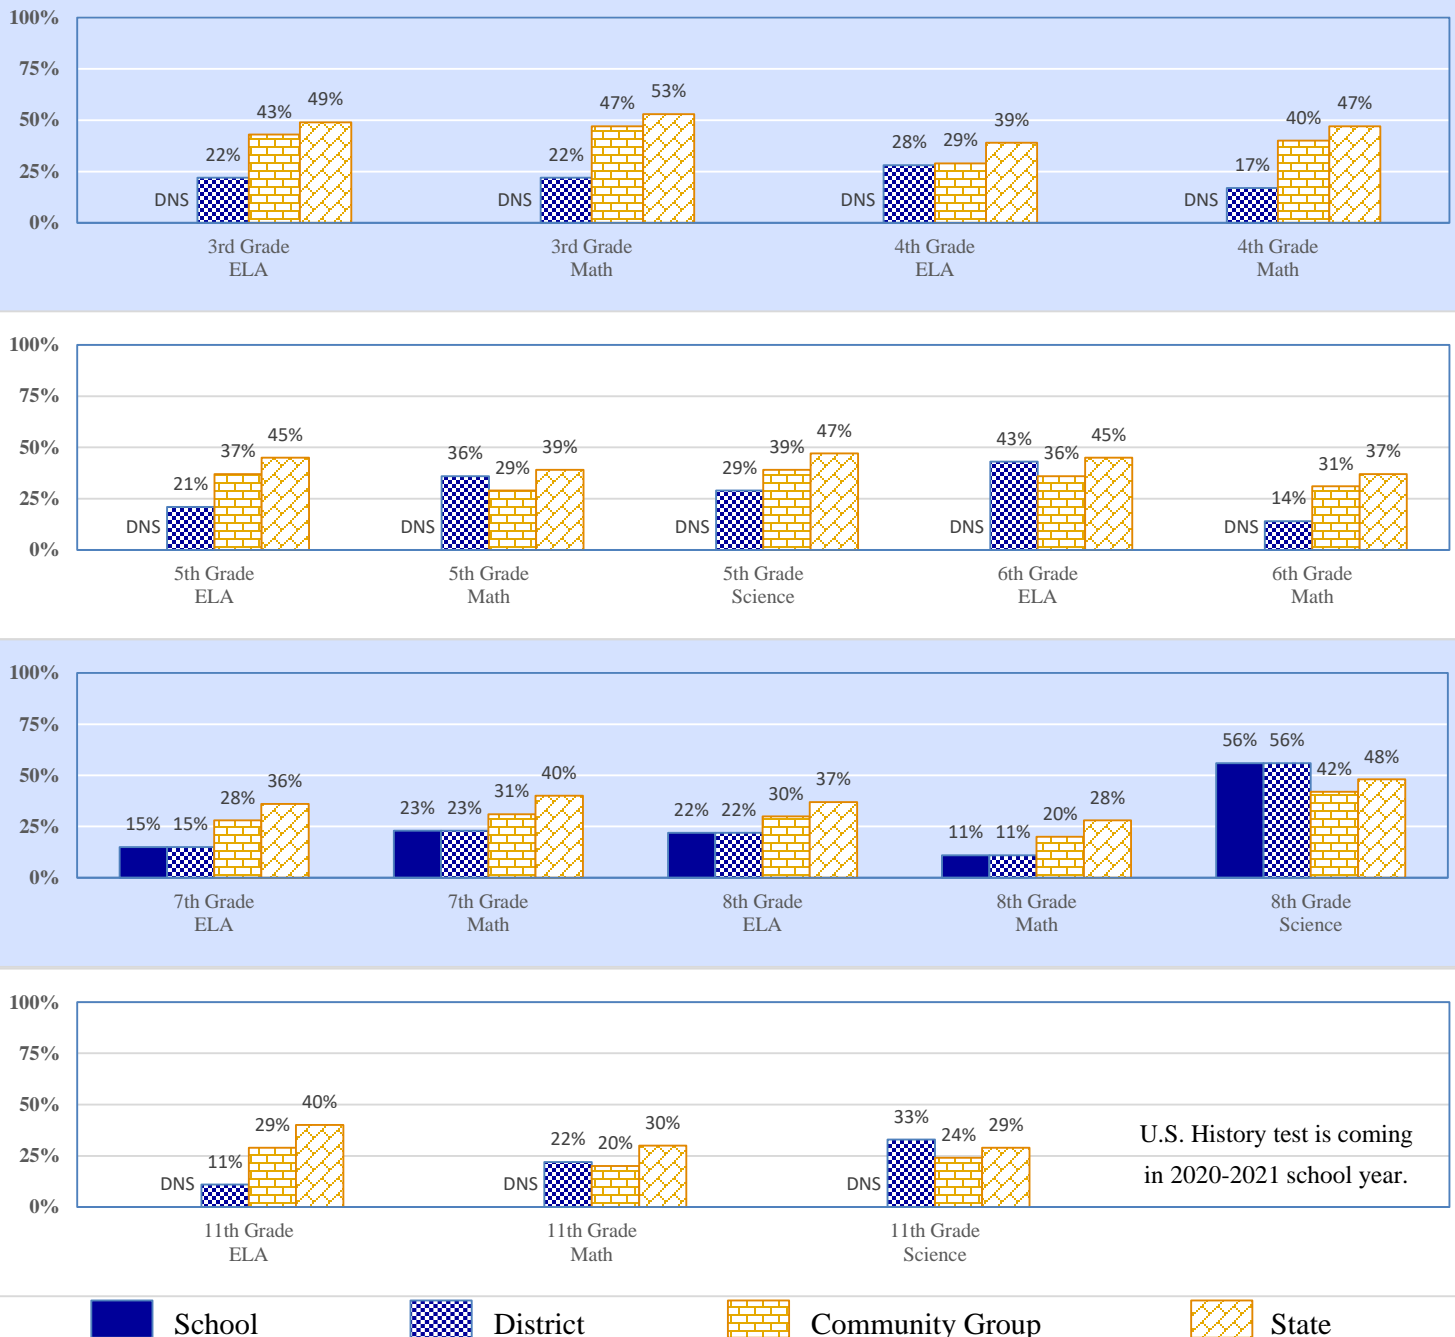 100%
75%
50%
25%
0%
DNS 22% 43% 49%
DNS 22% 47% 53%
DNS 28% 29% 39%
DNS 17% 40% 47%
3rd Grade
ELA
3rd Grade
Math
4th Grade
ELA
4th Grade
Math
100%
75%
50%
25%
0%
DNS 21% 37% 45%
DNS 36% 29% 39%
DNS 29% 39% 47%
DNS 43% 36% 45%
DNS 14% 31% 37%
5th Grade
ELA
5th Grade
Math
5th Grade
Science
6th Grade
ELA
6th Grade
Math
100%
75%
50%
25%
0%
15% 15% 28% 36%
23% 23% 31% 40%
22% 22% 30% 37%
11% 11% 20% 28%
56% 56% 42% 48%
7th Grade
ELA
7th Grade
Math
8th Grade
ELA
8th Grade
Math
8th Grade
Science
100%
75%
50%
25%
0%
DNS 11% 29% 40%
DNS 22% 20% 30%
DNS 33% 24% 29%
U.S. History test is coming
in 2020-2021 school year.
11th Grade
ELA
11th Grade
Math
11th Grade
Science
School District Community Group State